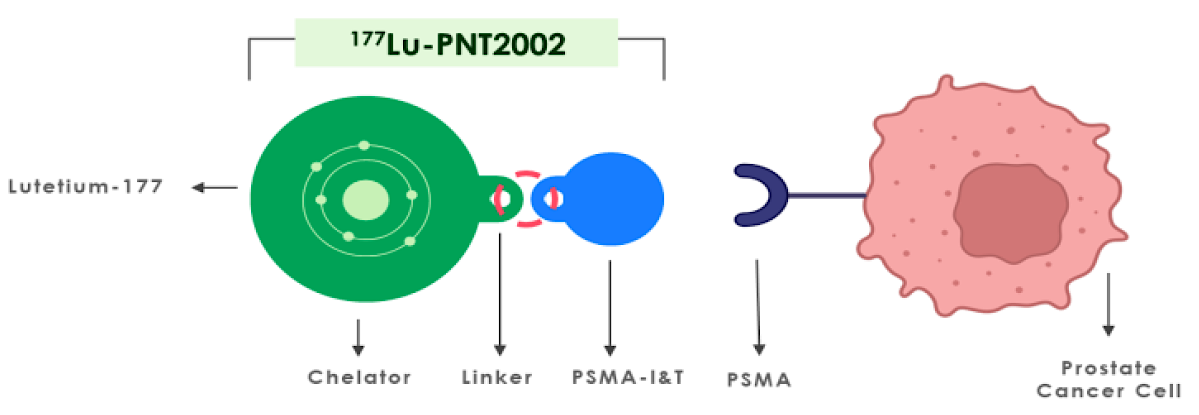 ¹⁷⁷Lu-PNT2002
Lutetium-177
Chelator
Linker
PSMA-I&T
PSMA
Prostate
Cancer Cell